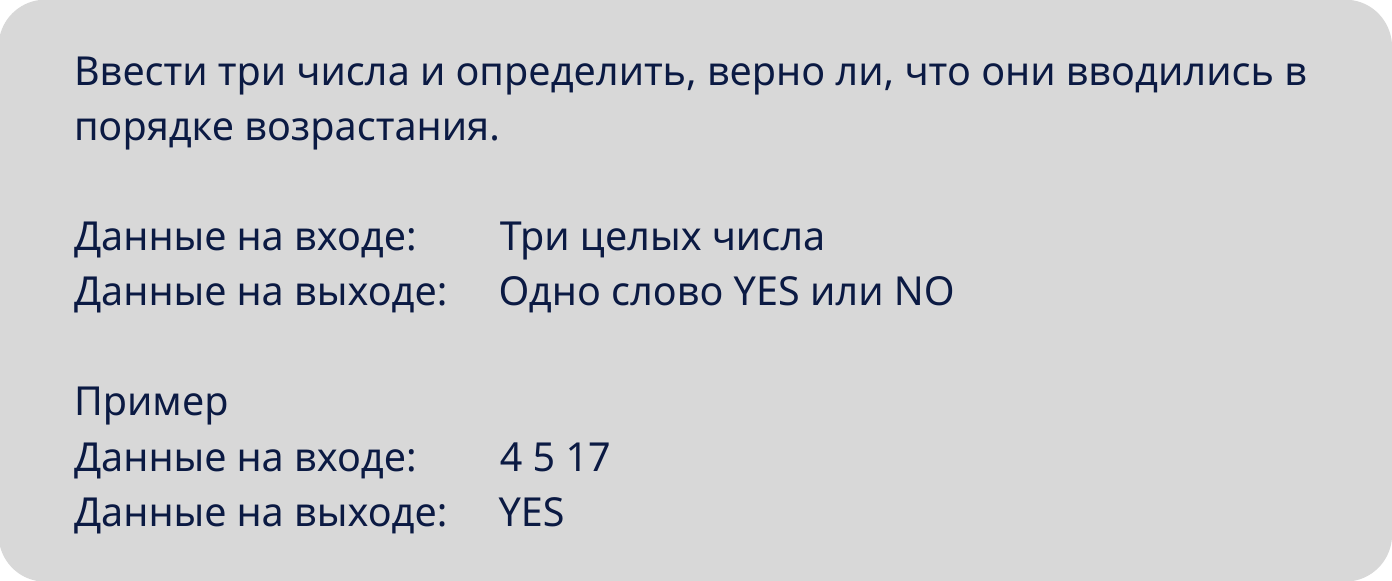 Ввести три числа и определить, верно ли, что они вводились в
порядке возрастания.
Данные на входе: Три целых числа
Данные на выходе: Одно слово YES или NO
Пример
Данные на входе: 4 5 17
Данные на выходе: YES